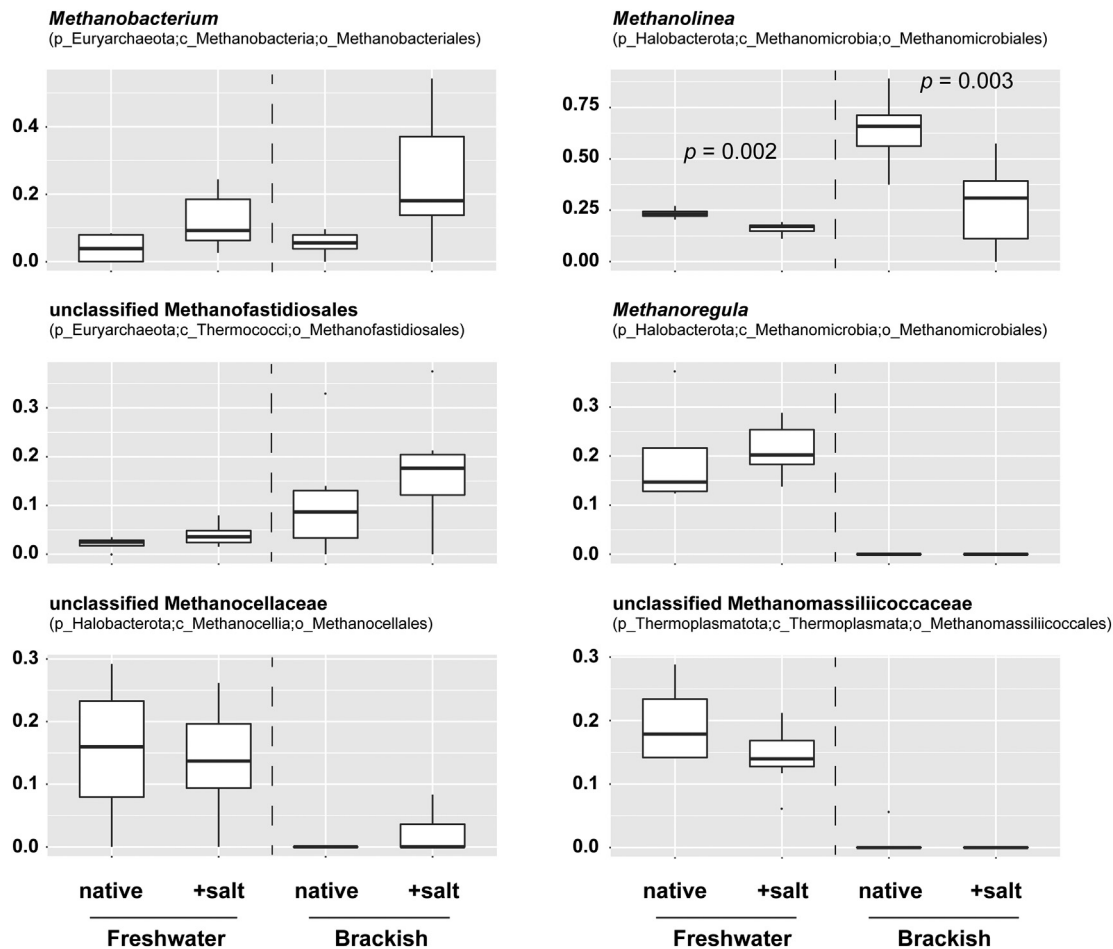 Methanobacterium
(p_Euryarchaeota;c_Methanobacteria;o_Methanobacteriales)
0.4
0.2
0.0
Methanolinea
(p_Halobacterota;c_Methanomicrobia;o_Methanomicrobiales)
p = 0.003
0.75
p = 0.002
0.50
0.25
0.00
unclassified Methanofastidiosales
(p_Euryarchaeota;c_Thermococci;o_Methanofastidiosales)
0.3
0.2
0.1
0.0
Methanoregula
(p_Halobacterota;c_Methanomicrobia;o_Methanomicrobiales)
0.3
0.2
0.1
0.0
unclassified Methanocellaceae
(p_Halobacterota;c_Methanocellia;o_Methanocellales)
0.3
0.2
0.1
0.0
unclassified Methanomassiliicoccaceae
(p_Thermoplasmatota;c_Thermoplasmata;o_Methanomassiliicoccales)
0.3
0.2
0.1
0.0
native +salt native +salt
Freshwater Brackish
native +salt native +salt
Freshwater Brackish